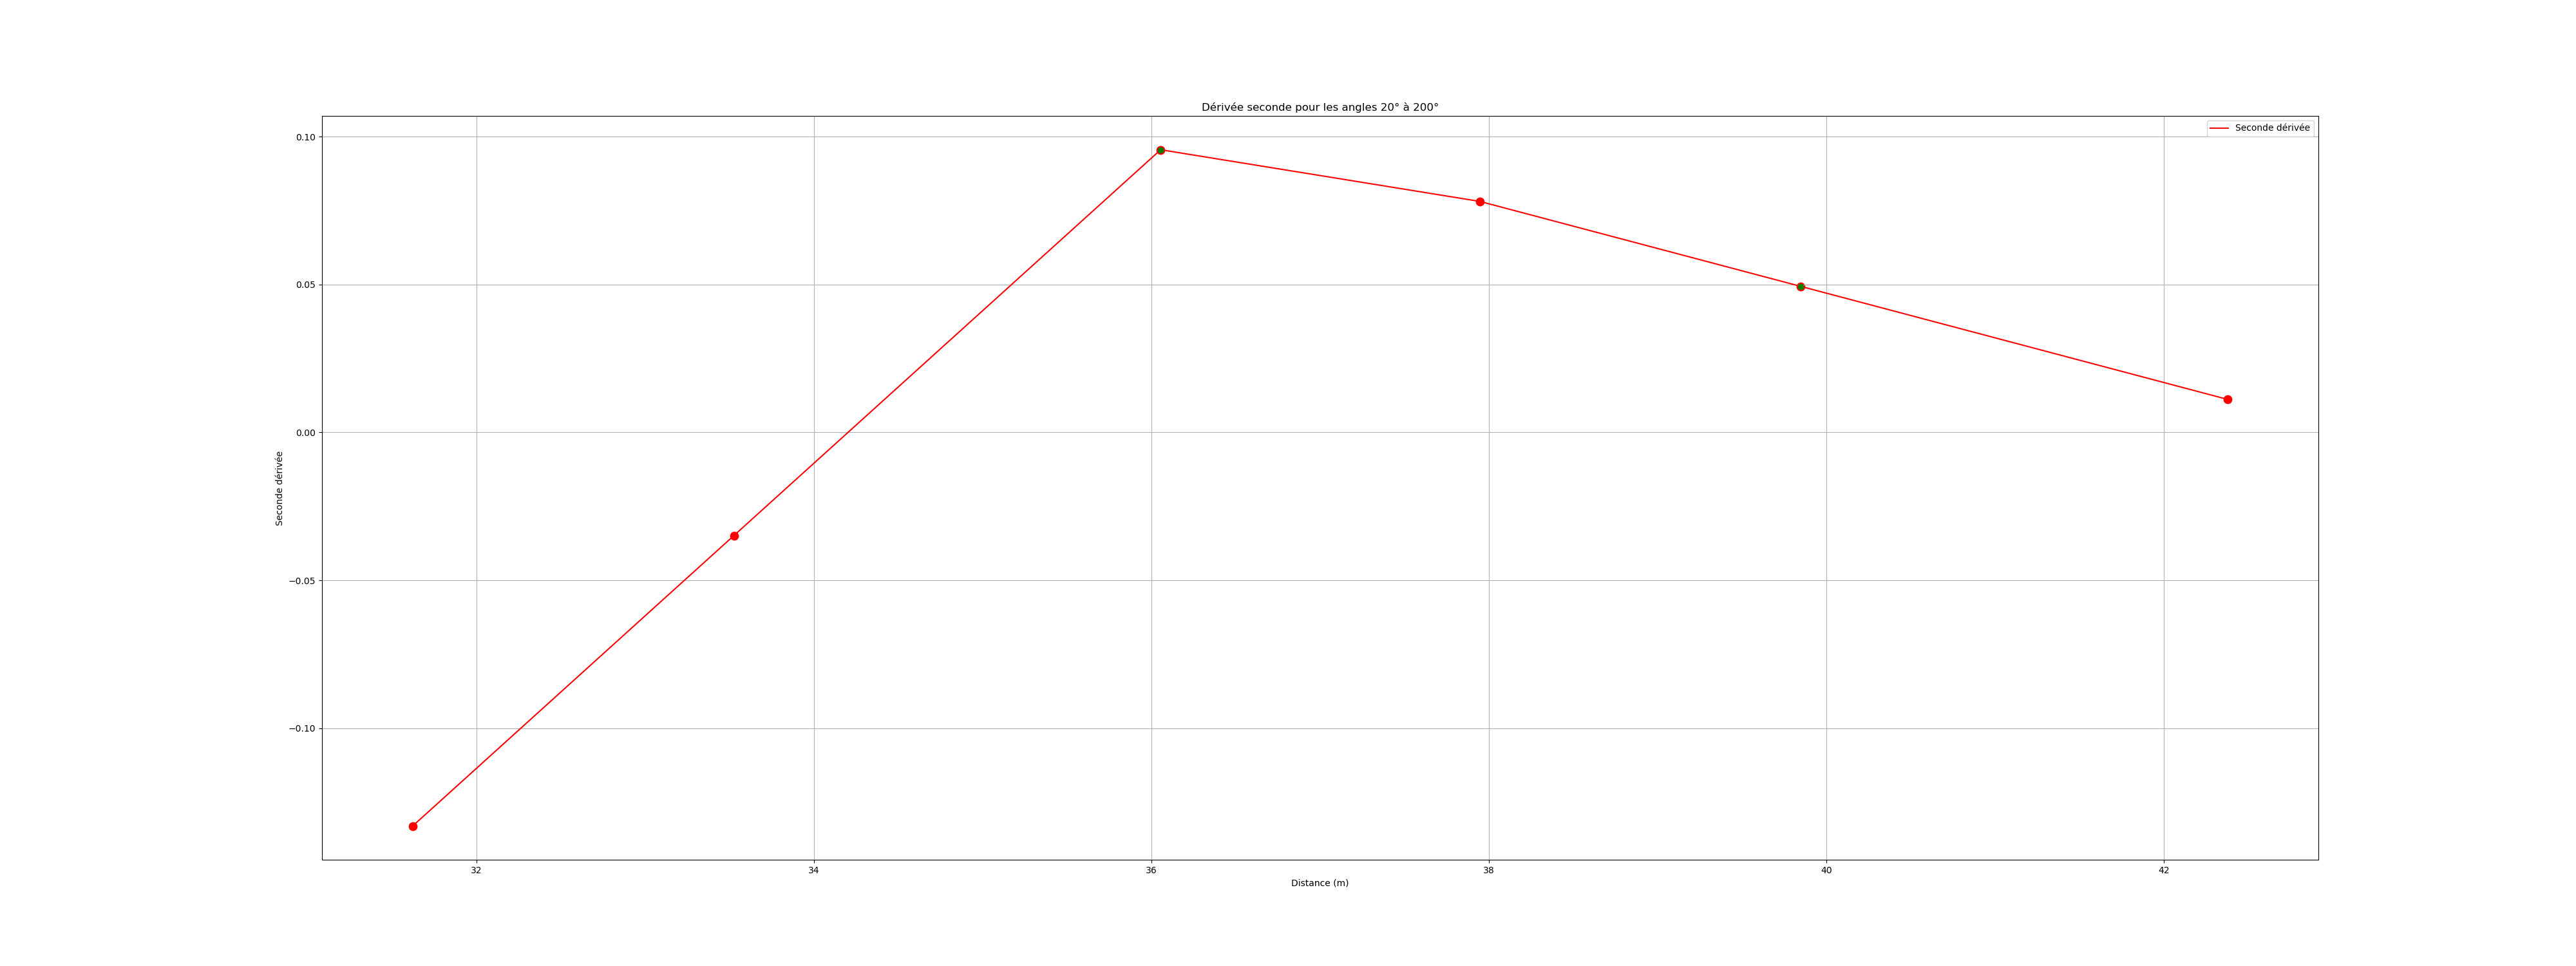 Dérivée seconde pour les angles 20° à 200°
Seconde dérivée
0.10
0.05
0.00
−0.05
−0.10
Seconde dérivée
32
34
36
38
40
42
Distance (m)